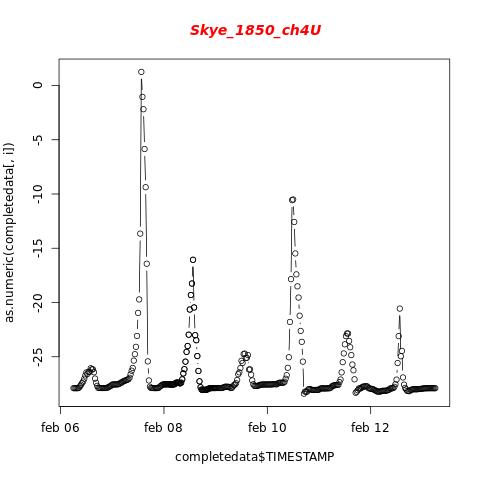 Skye_1850_ch4U
as.numeric(completedata[, i])
0
-5
-10
-15
-20
-25
feb 06
feb 08
feb 10
feb 12
completedata$TIMESTAMP